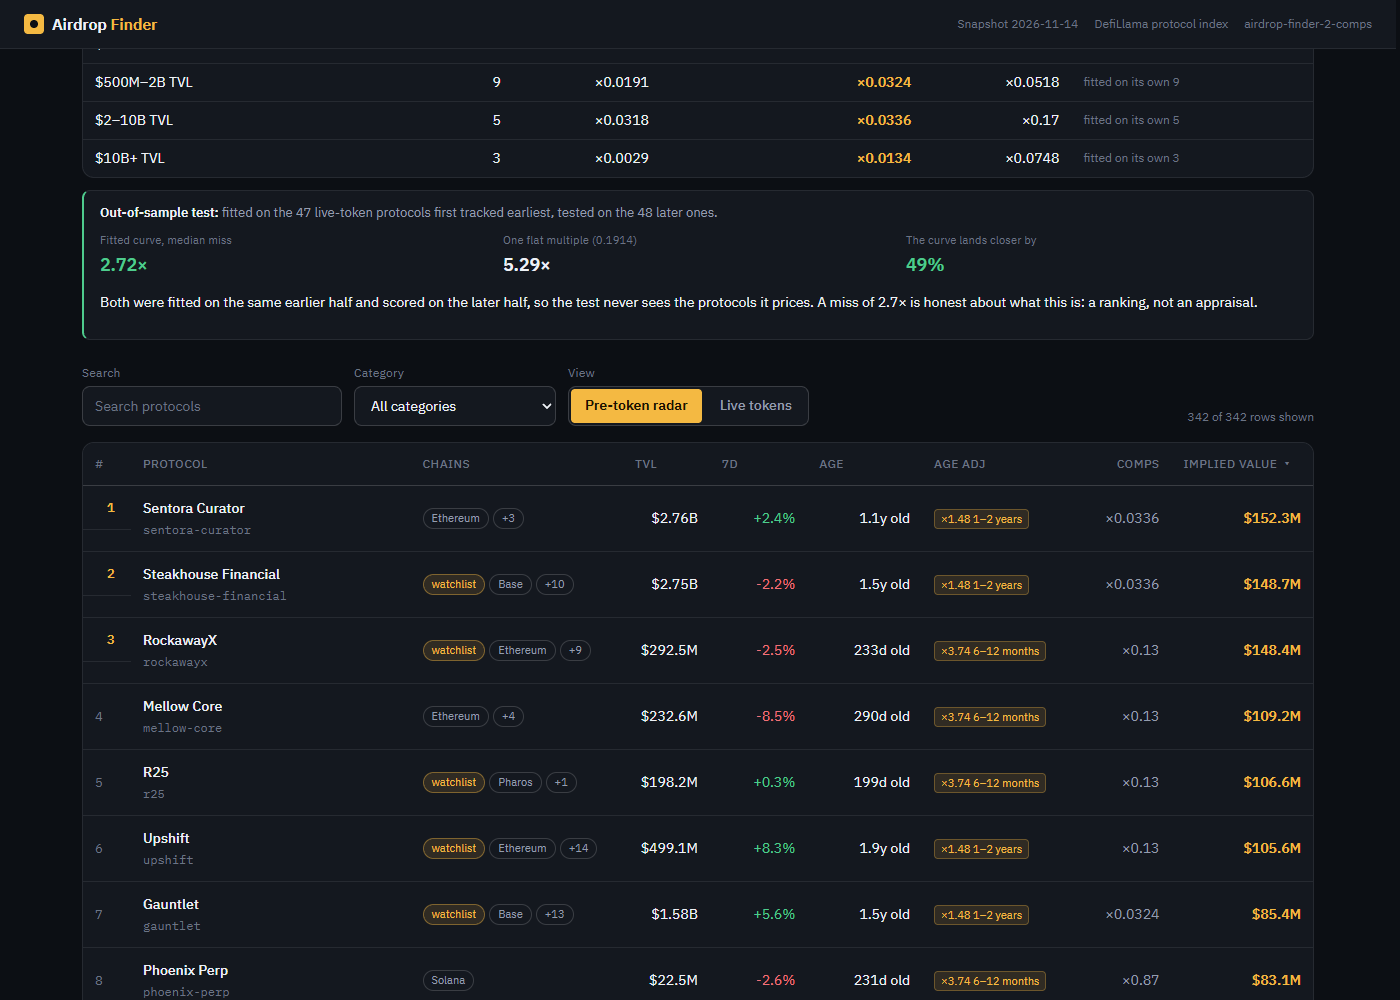 Airdrop Finder
Snapshot 2026-11-14 DefiLlama protocol index airdrop-finder-2-comps
$500M–2B TVL 9 ×0.0191 ×0.0324 ×0.0518 fitted on its own 9
$2–10B TVL 5 ×0.0318 ×0.0336 ×0.17 fitted on its own 5
$10B+ TVL 3 ×0.0029 ×0.0134 ×0.0748 fitted on its own 3
Out-of-sample test: fitted on the 47 live-token protocols first tracked earliest, tested on the 48 later ones.
Fitted curve, median miss One flat multiple (0.1914) The curve lands closer by
2.72× 5.29× 49%
Both were fitted on the same earlier half and scored on the later half, so the test never sees the protocols it prices. A miss of 2.7× is honest about what this is: a ranking, not an appraisal.
Search Category View
Search protocols All categories Pre-token radar Live tokens
342 of 342 rows shown
# PROTOCOL CHAINS TVL 7D AGE AGE ADJ COMPS IMPLIED VALUE
1 Sentora Curator Ethereum +3 $2.76B +2.4% 1.1y old ×1.48 1–2 years ×0.0336 $152.3M
sentora-curator
2 Steakhouse Financial watchlist Base +10 $2.75B -2.2% 1.5y old ×1.48 1–2 years ×0.0336 $148.7M
steakhouse-financial
3 RockawayX watchlist Ethereum +9 $292.5M -2.5% 233d old ×3.74 6–12 months ×0.13 $148.4M
rockawayx
4 Mellow Core Ethereum +4 $232.6M -8.5% 290d old ×3.74 6–12 months ×0.13 $109.2M
mellow-core
5 R25 watchlist Pharos +1 $198.2M +0.3% 199d old ×3.74 6–12 months ×0.13 $106.6M
r25
6 Upshift watchlist Ethereum +14 $499.1M +8.3% 1.9y old ×1.48 1–2 years ×0.13 $105.6M
upshift
7 Gauntlet watchlist Base +13 $1.58B +5.6% 1.5y old ×1.48 1–2 years ×0.0324 $85.4M
gauntlet
8 Phoenix Perp Solana $22.5M -2.6% 231d old ×3.74 6–12 months ×0.87 $83.1M
phoenix-perp